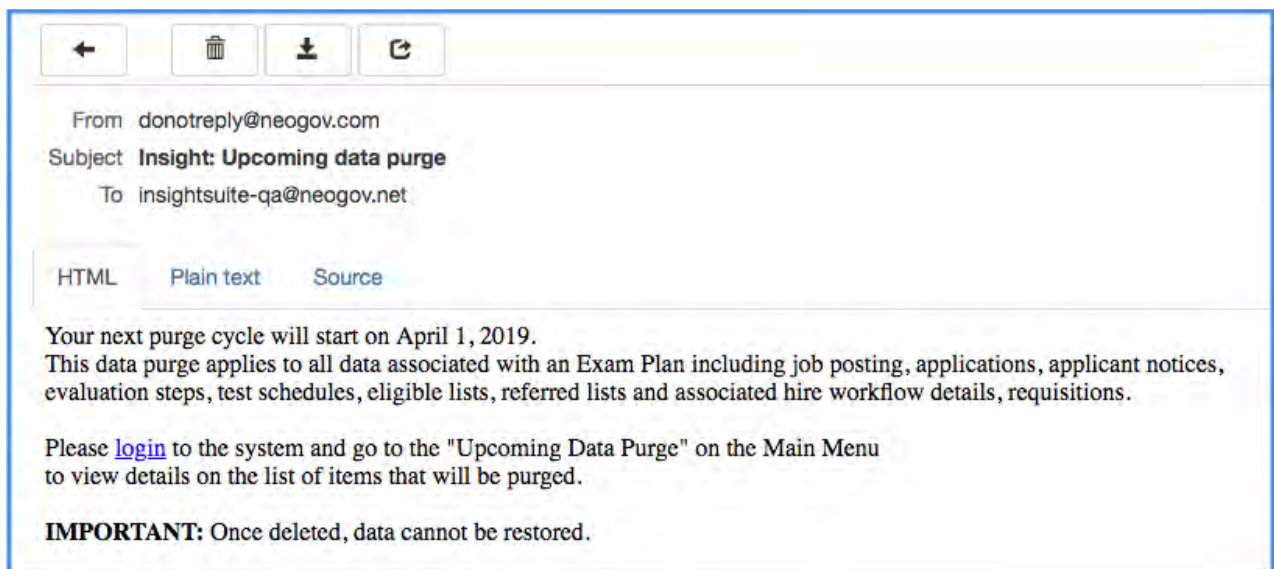 From donotreply@neogov.com
Subject Insight: Upcoming data purge
To insightsuite-qa@neogov.net
HTML Plain text Source
Your next purge cycle will start on April 1, 2019.
This data purge applies to all data associated with an Exam Plan including job posting, applications, applicant notices,
evaluation steps, test schedules, eligible lists, referred lists and associated hire workflow details, requisitions.
Please login to the system and go to the "Upcoming Data Purge" on the Main Menu
to view details on the list of items that will be purged.
IMPORTANT: Once deleted, data cannot be restored.